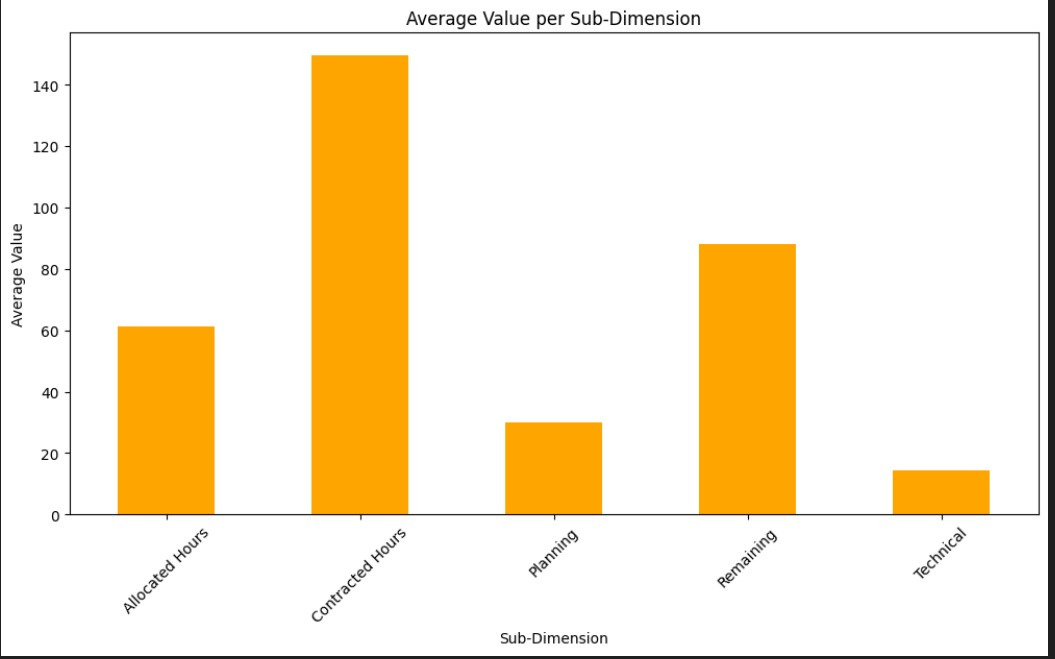 Average Value per Sub-Dimension
Average Value
140
120
100
80
60
40
20
0
Allocated Hours
Contracted Hours
Planning
Remaining
Technical
Sub-Dimension